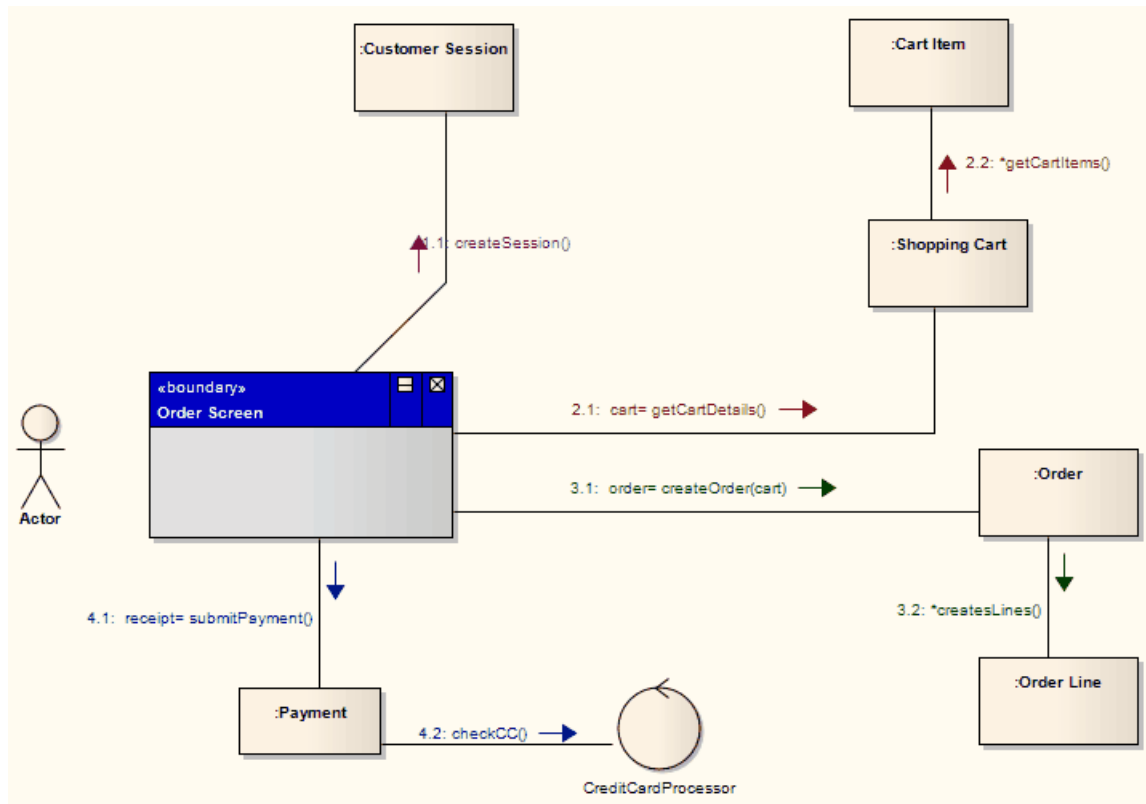 :Customer Session
:Cart Item
2.2: *getCartItems()
:Shopping Cart
1.1: createSession()
«boundary»
Order Screen
2.1: cart= getCartDetails()
:Order
3.1: order= createOrder(cart)
Actor
3.2: *createsLines()
4.1: receipt= submitPayment()
:Order Line
:Payment
4.2: checkCC()
CreditCardProcessor